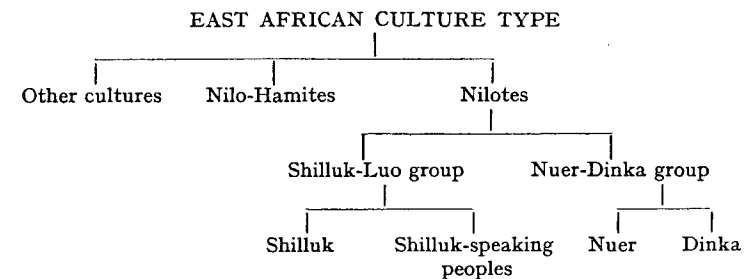 EAST AFRICAN CULTURE TYPE
Other cultures Nilo-Hamites Nilotes
Shilluk-Luo group Nuer-Dinka group
Shilluk Shilluk-speaking Nuer Dinka
peoples